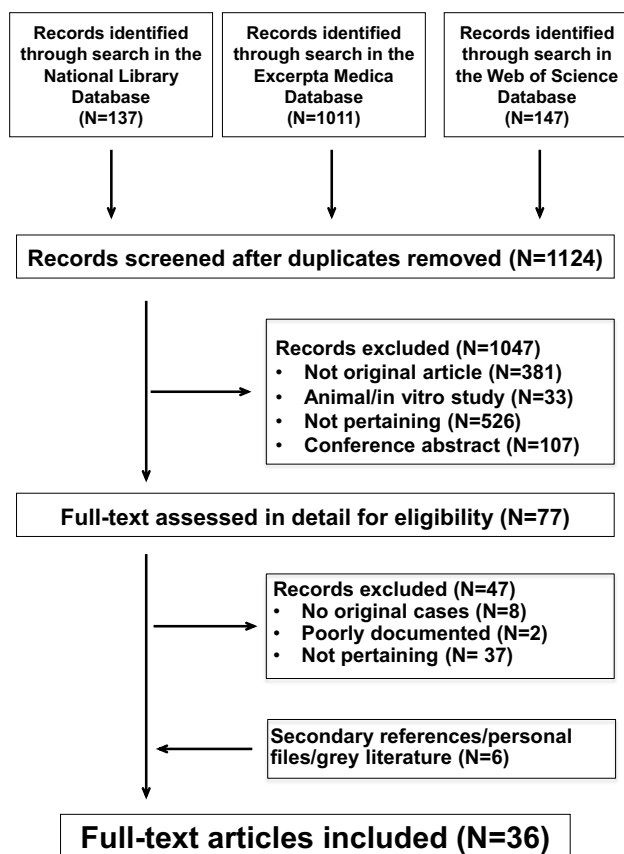 Records identified
through search in the
National Library
Database
(N=137)
Records identified
through search in the
Excerpta Medica
Database
(N=1011)
Records identified
through search in
the Web of Science
Database
(N=147)
Records screened after duplicates removed (N=1124)
Records excluded (N=1047)
• Not original article (N=381)
• Animal/in vitro study (N=33)
• Not pertaining (N=526)
• Conference abstract (N=107)
Full-text assessed in detail for eligibility (N=77)
Records excluded (N=47)
• No original cases (N=8)
• Poorly documented (N=2)
• Not pertaining (N= 37)
Secondary references/personal
files/grey literature (N=6)
Full-text articles included (N=36)